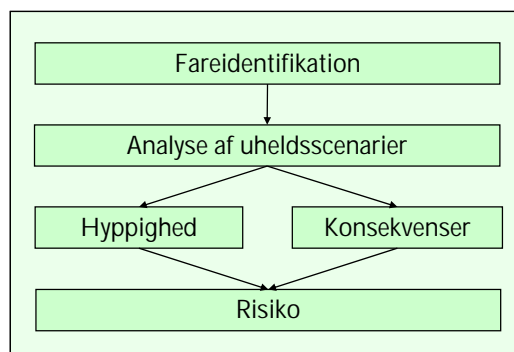 Fareidentifikation
Analyse af uheldsscenarier
Hyppighed
Konsekvenser
Risiko